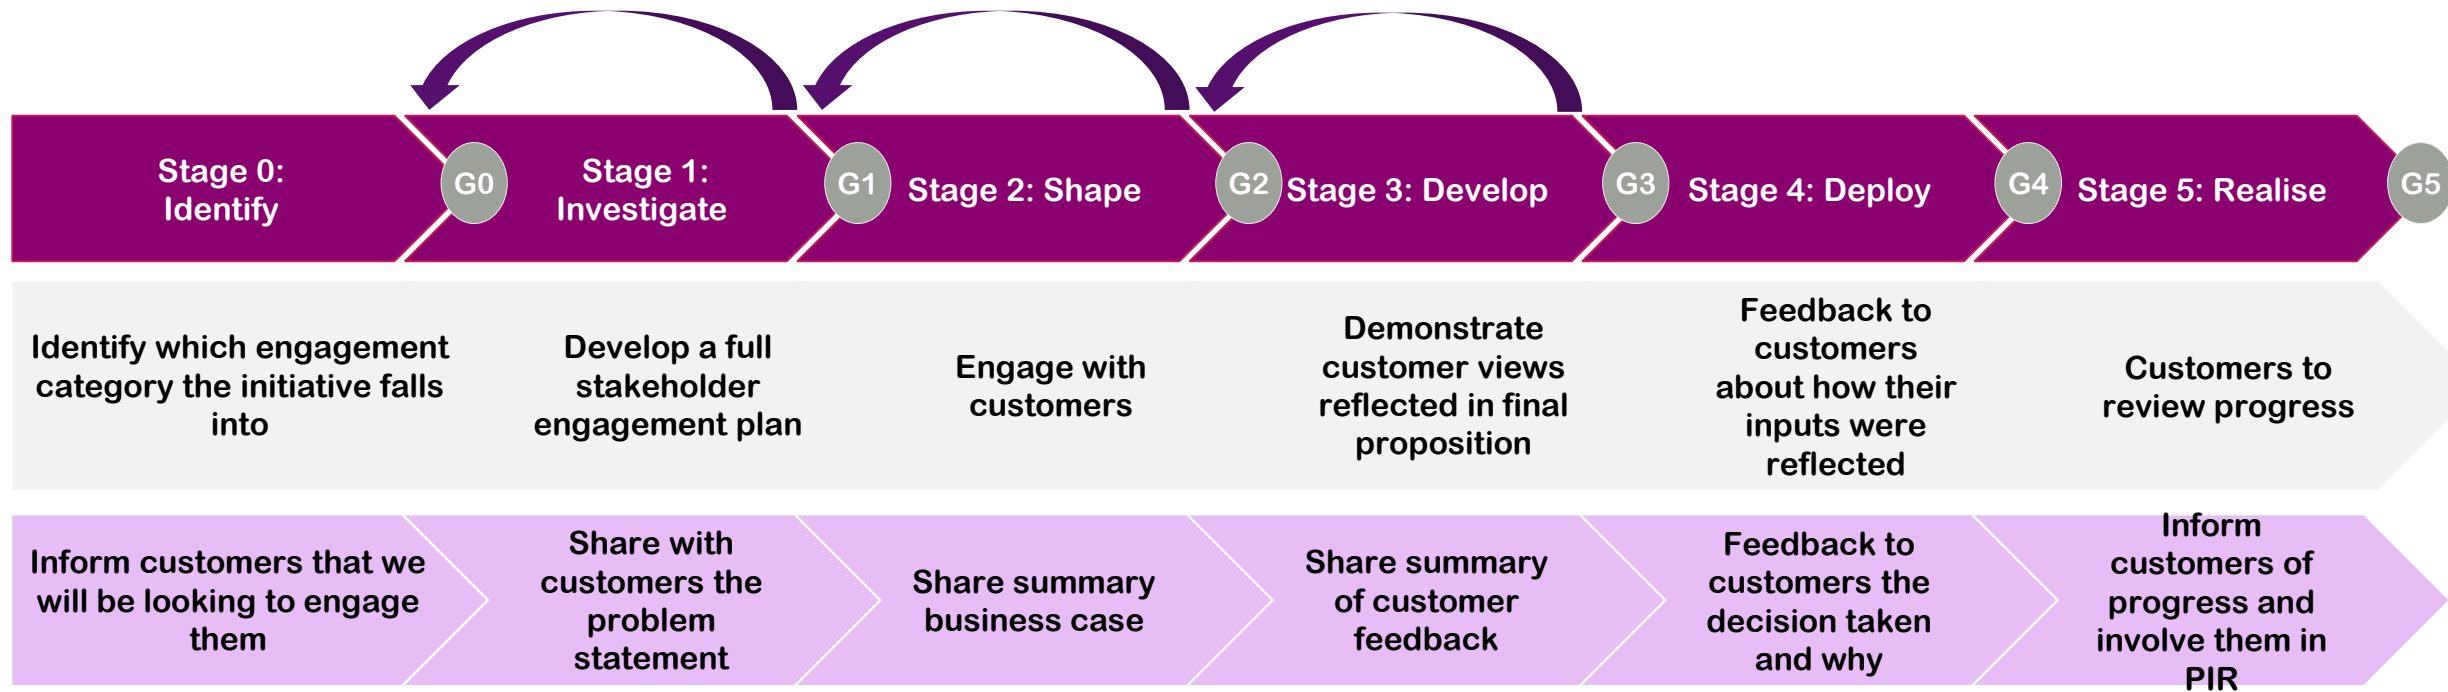 Stage 0:
Identify
G0
Stage 1:
Investigate
G1
Stage 2: Shape
G2
Stage 3: Develop
G3
Stage 4: Deploy
G4
Stage 5: Realise
G5
Identify which engagement
category the initiative falls
into
Develop a full
stakeholder
engagement plan
Engage with
customers
Demonstrate
customer views
reflected in final
proposition
Feedback to
customers
about how their
inputs were
reflected
Customers to
review progress
Inform customers that we
will be looking to engage
them
Share with
customers the
problem
statement
Share summary
business case
Share summary
of customer
feedback
Feedback to
customers the
decision taken
and why
Inform
customers of
progress and
involve them in
PIR